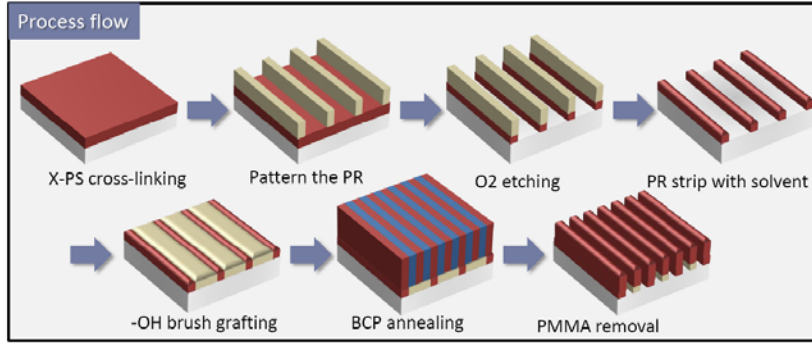 Process flow
X-PS cross-linking
Pattern the PR
O2 etching
PR strip with solvent
-OH brush grafting
BCP annealing
PMMA removal